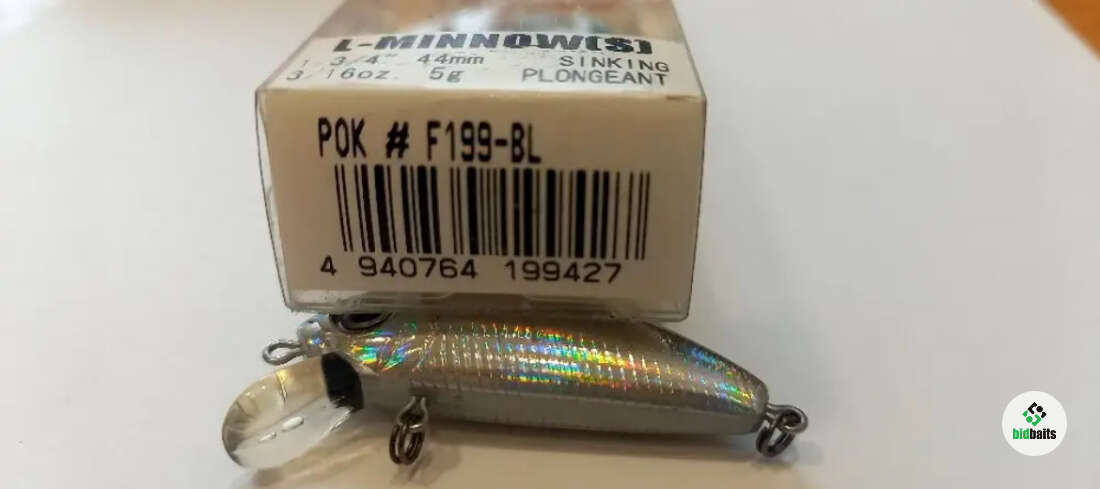 L-MINNOW(S)
1 3/4" 44mm SINKING
3/16oz. 5g PLONGEANT
POK # F199-BL
4 940764 199427
bidbaits